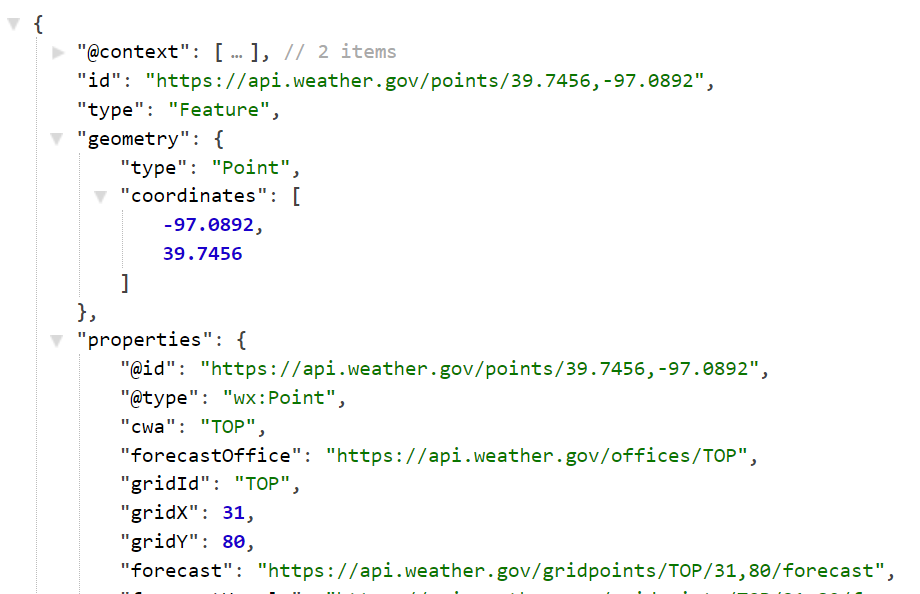 {
"@context": [ … ], // 2 items
"id": "https://api.weather.gov/points/39.7456,-97.0892",
"type": "Feature",
"geometry": {
"type": "Point",
"coordinates": [
-97.0892,
39.7456
]
},
"properties": {
"@id": "https://api.weather.gov/points/39.7456,-97.0892",
"@type": "wx:Point",
"cwa": "TOP",
"forecastOffice": "https://api.weather.gov/offices/TOP",
"gridId": "TOP",
"gridX": 31,
"gridY": 80,
"forecast": "https://api.weather.gov/gridpoints/TOP/31,80/forecast",